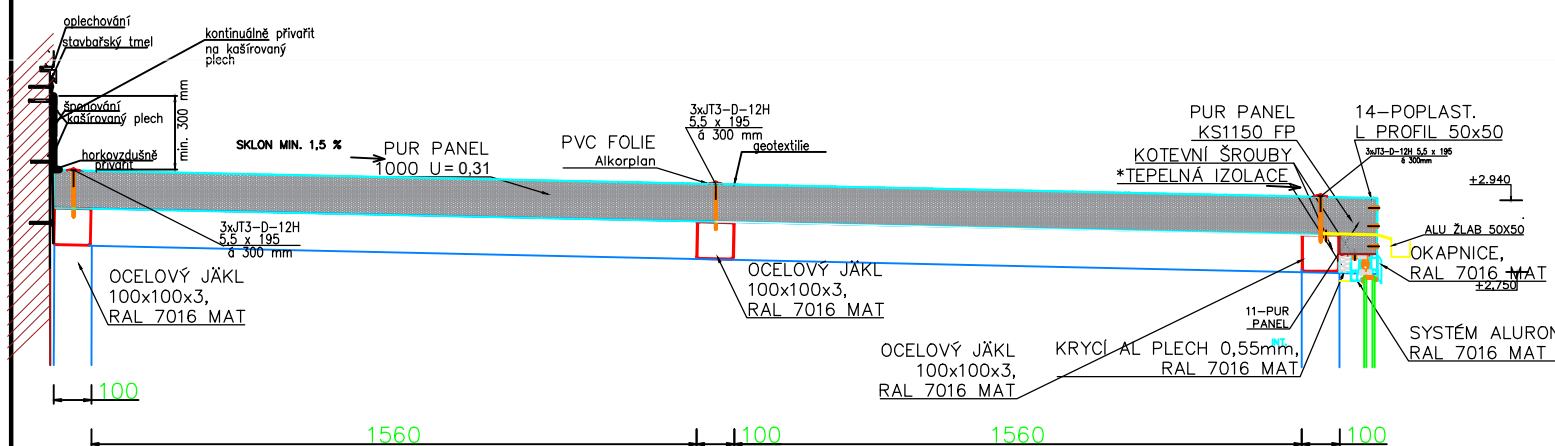 oplechování
stavbařský tmel
kontinuálně přivařit
na kašírovaný
plech
šponování
kašírovaný plech
min. 300 mm
horkovzdušně
přivařit
SKLON MIN. 1,5 %
PUR PANEL
1000 U=0,31
PVC FOLIE
Alkorplan
3xJT3-D-12H
5,5 x 195
á 300 mm
geotextilie
PUR PANEL
KS1150 FP
KOTEVNÍ ŠROUBY
*TEPELNÁ IZOLACE
14-POPLAST.
L PROFIL 50x50
3xJT3-D-12H 5,5 x 195
á 300mm
+2.940
ALU ŽLAB 50X50
OKAPNICE,
RAL 7016 MAT
+2,750
3xJT3-D-12H
5,5 x 195
á 300 mm
OCELOVÝ JÄKL
100x100x3,
RAL 7016 MAT
OCELOVÝ JÄKL
100x100x3,
RAL 7016 MAT
11-PUR
PANEL
INT.
OCELOVÝ JÄKL
100x100x3,
RAL 7016 MAT
KRYCÍ AL PLECH 0,55mm,
RAL 7016 MAT
SYSTÉM ALURON
RAL 7016 MAT
100
1560
100
1560
100